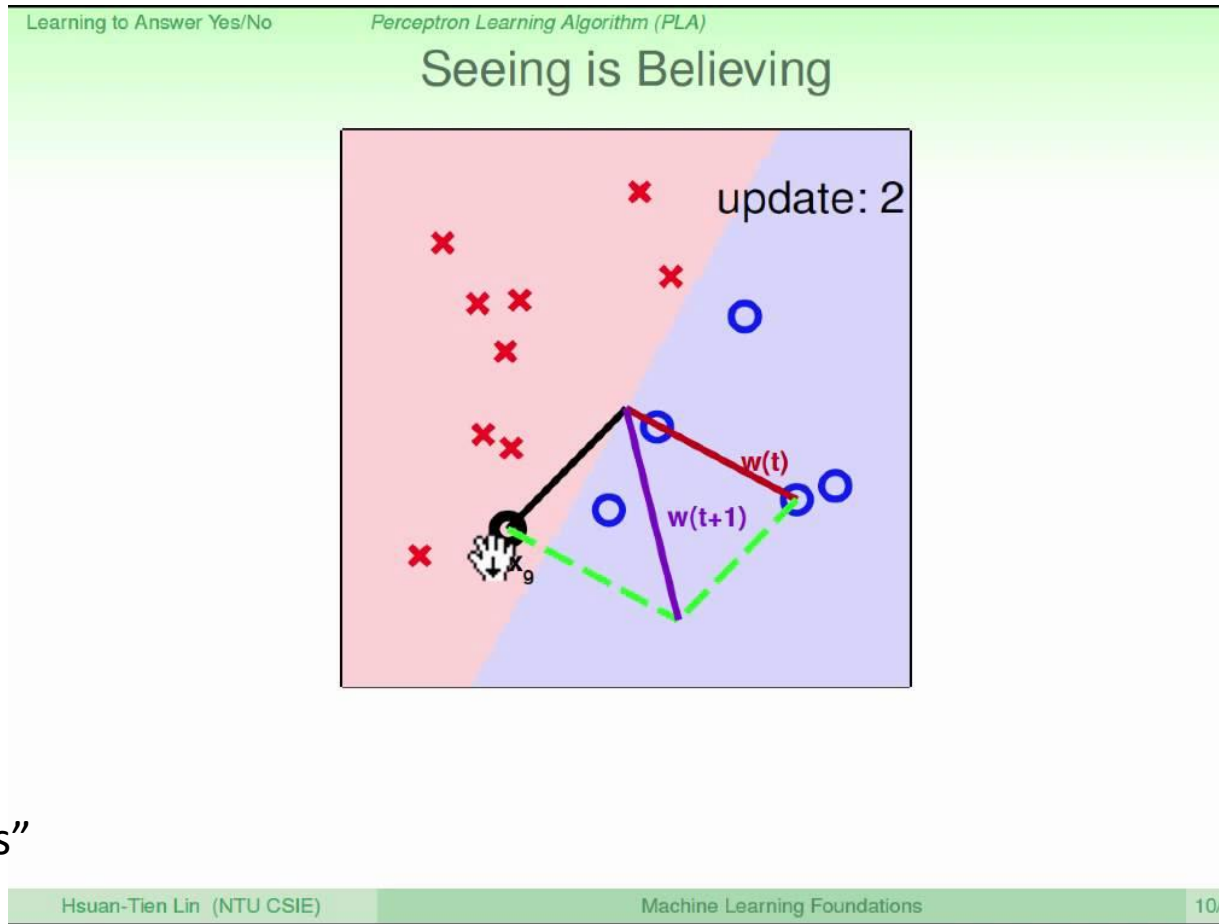 Learning to Answer Yes/No Perceptron Learning Algorithm (PLA)
Seeing is Believing
update: 2
w(t)
w(t+1)
x9
s”
Hsuan-Tien Lin (NTU CSIE) Machine Learning Foundations 10/